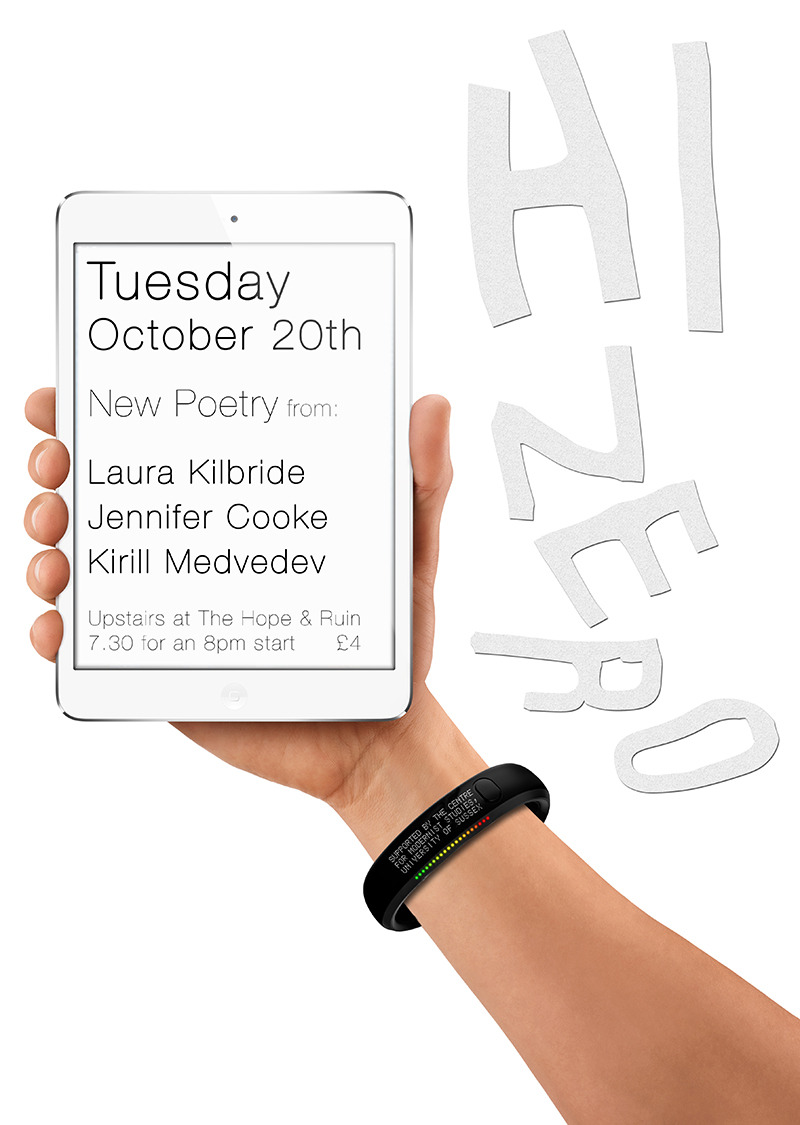 HI
ZERO
Tuesday
October 20th
New Poetry from:
Laura Kilbride
Jennifer Cooke
Kirill Medvedev
Upstairs at The Hope & Ruin
7.30 for an 8pm start £4
SUPPORTED BY THE CENTRE
FOR MODERNIST STUDIES,
UNIVERSITY OF SUSSEX